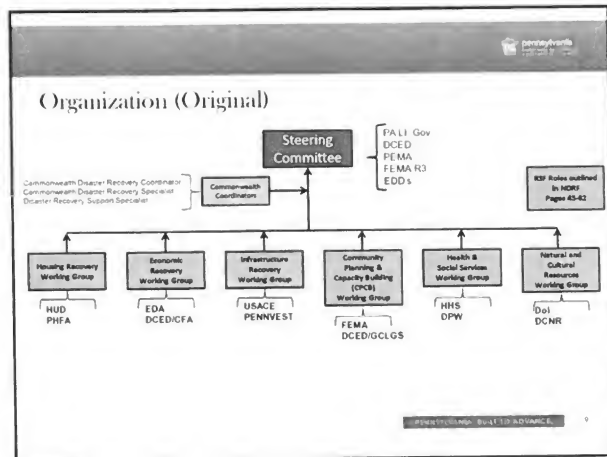 pennsylvania
Organization (Original)
Steering
Committee
PA Lt. Gov
DCED
PEMA
FEMA R3
EDDs
Commonwealth Disaster Recovery Coordinator
Commonwealth Disaster Recovery Specialist
Disaster Recovery Support Specialist
Commonwealth
Coordinators
RSF Roles outlined
in NDRF
Pages
Housing Recovery
Working Group
HUD
PHFA
Economic
Recovery
Working Group
EDA
DCED/CFA
Infrastructure
Recovery
Working Group
USACE
PENNVEST
Community
Planning &
Capacity Building
(CPCB)
Working Group
FEMA
DCED/GCLGS
Health &
Social Services
Working Group
HHS
DPW
Natural and
Cultural
Resources
Working Group
DoI
DCNR
PENNSYLVANIA. BUILT TO ADVANCE.
9